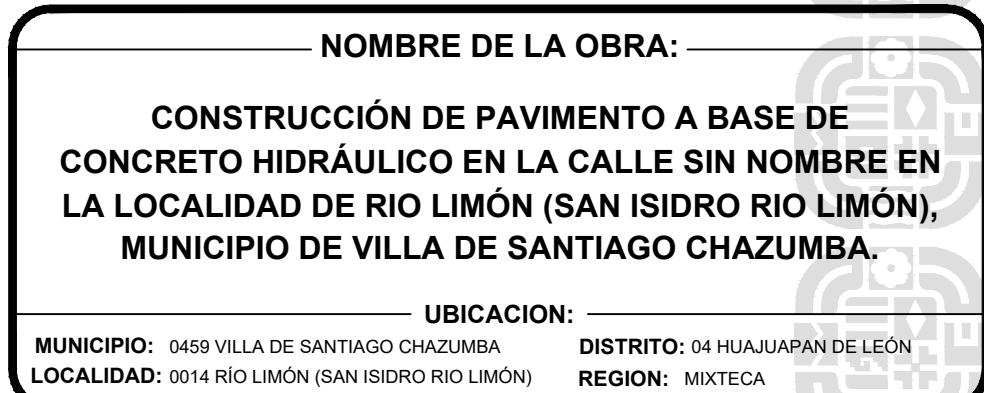 NOMBRE DE LA OBRA:
CONSTRUCCIÓN DE PAVIMENTO A BASE DE
CONCRETO HIDRÁULICO EN LA CALLE SIN NOMBRE EN
LA LOCALIDAD DE RIO LIMÓN (SAN ISIDRO RIO LIMÓN),
MUNICIPIO DE VILLA DE SANTIAGO CHAZUMBA.
UBICACION:
MUNICIPIO: 0459 VILLA DE SANTIAGO CHAZUMBA DISTRITO: 04 HUAJUAPAN DE LEÓN
LOCALIDAD: 0014 RÍO LIMÓN (SAN ISIDRO RIO LIMÓN) REGION: MIXTECA